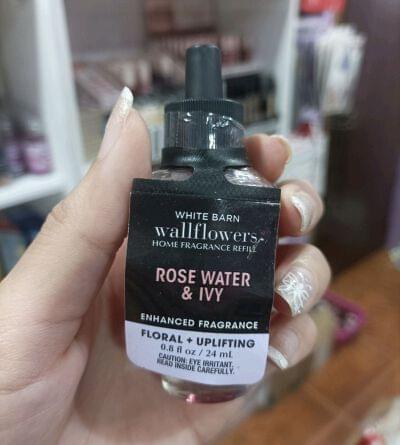 WHITE BARN
wallflowers
HOME FRAGRANCE REFILL
ROSE WATER
& IVY
ENHANCED FRAGRANCE
FLORAL + UPLIFTING
0.8 fl oz / 24 mL
CAUTION: EYE IRRITANT.
READ INSIDE CAREFULLY.